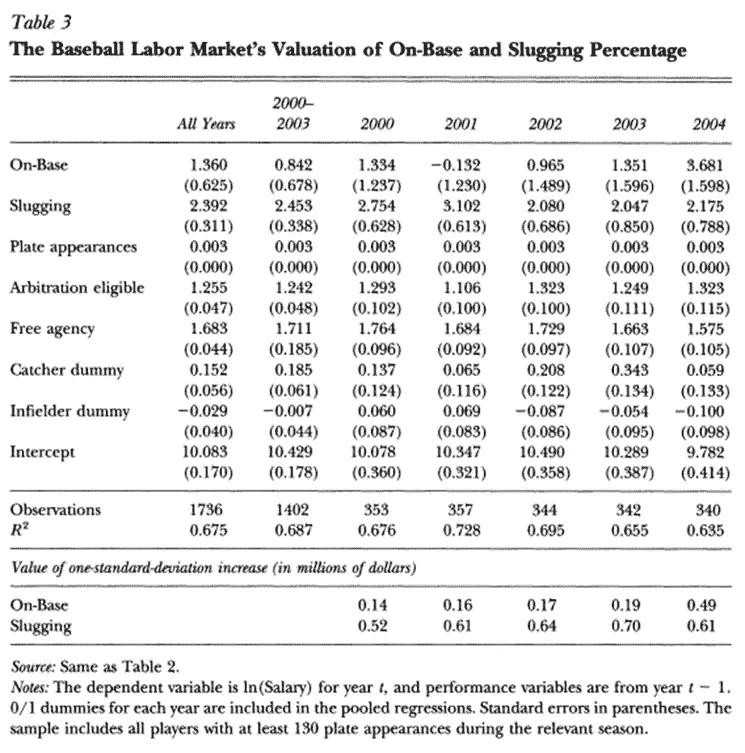 Table 3
The Baseball Labor Market's Valuation of On-Base and Slugging Percentage
2000–
All Years 2003 2000 2001 2002 2003 2004
On-Base 1.360 0.842 1.334 −0.132 0.965 1.351 3.681
(0.625) (0.678) (1.237) (1.230) (1.489) (1.596) (1.598)
Slugging 2.392 2.453 2.754 3.102 2.080 2.047 2.175
(0.311) (0.338) (0.628) (0.613) (0.686) (0.850) (0.788)
Plate appearances 0.003 0.003 0.003 0.003 0.003 0.003 0.003
(0.000) (0.000) (0.000) (0.000) (0.000) (0.000) (0.000)
Arbitration eligible 1.255 1.242 1.293 1.106 1.323 1.249 1.323
(0.047) (0.048) (0.102) (0.100) (0.100) (0.111) (0.115)
Free agency 1.683 1.711 1.764 1.684 1.729 1.663 1.575
(0.044) (0.185) (0.096) (0.092) (0.097) (0.107) (0.105)
Catcher dummy 0.152 0.185 0.137 0.065 0.208 0.343 0.059
(0.056) (0.061) (0.124) (0.116) (0.122) (0.134) (0.133)
Infielder dummy −0.029 −0.007 0.060 0.069 −0.087 −0.054 −0.100
(0.040) (0.044) (0.087) (0.083) (0.086) (0.095) (0.098)
Intercept 10.083 10.429 10.078 10.347 10.490 10.289 9.782
(0.170) (0.178) (0.360) (0.321) (0.358) (0.387) (0.414)
Observations 1736 1402 353 357 344 342 340
R² 0.675 0.687 0.676 0.728 0.695 0.655 0.635
Value of one-standard-deviation increase (in millions of dollars)
On-Base 0.14 0.16 0.17 0.19 0.49
Slugging 0.52 0.61 0.64 0.70 0.61
Source: Same as Table 2.
Notes: The dependent variable is ln(Salary) for year t, and performance variables are from year t − 1.
0/1 dummies for each year are included in the pooled regressions. Standard errors in parentheses. The
sample includes all players with at least 130 plate appearances during the relevant season.